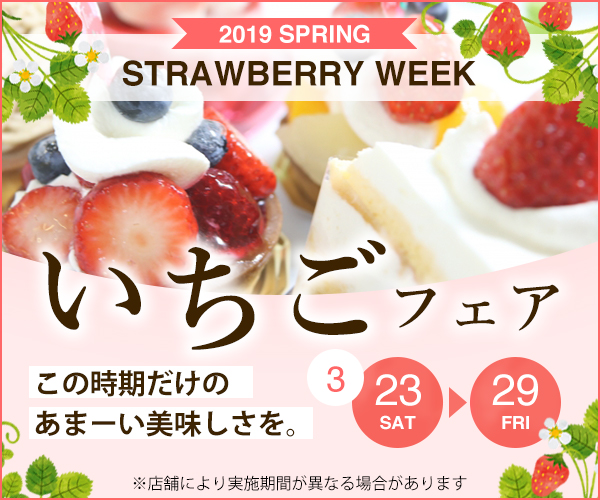 2019 SPRING
STRAWBERRY WEEK
いちごフェア
この時期だけの
あまーい美味しさを。
3
23 29
SAT FRI
※店舗により実施期間が異なる場合があります